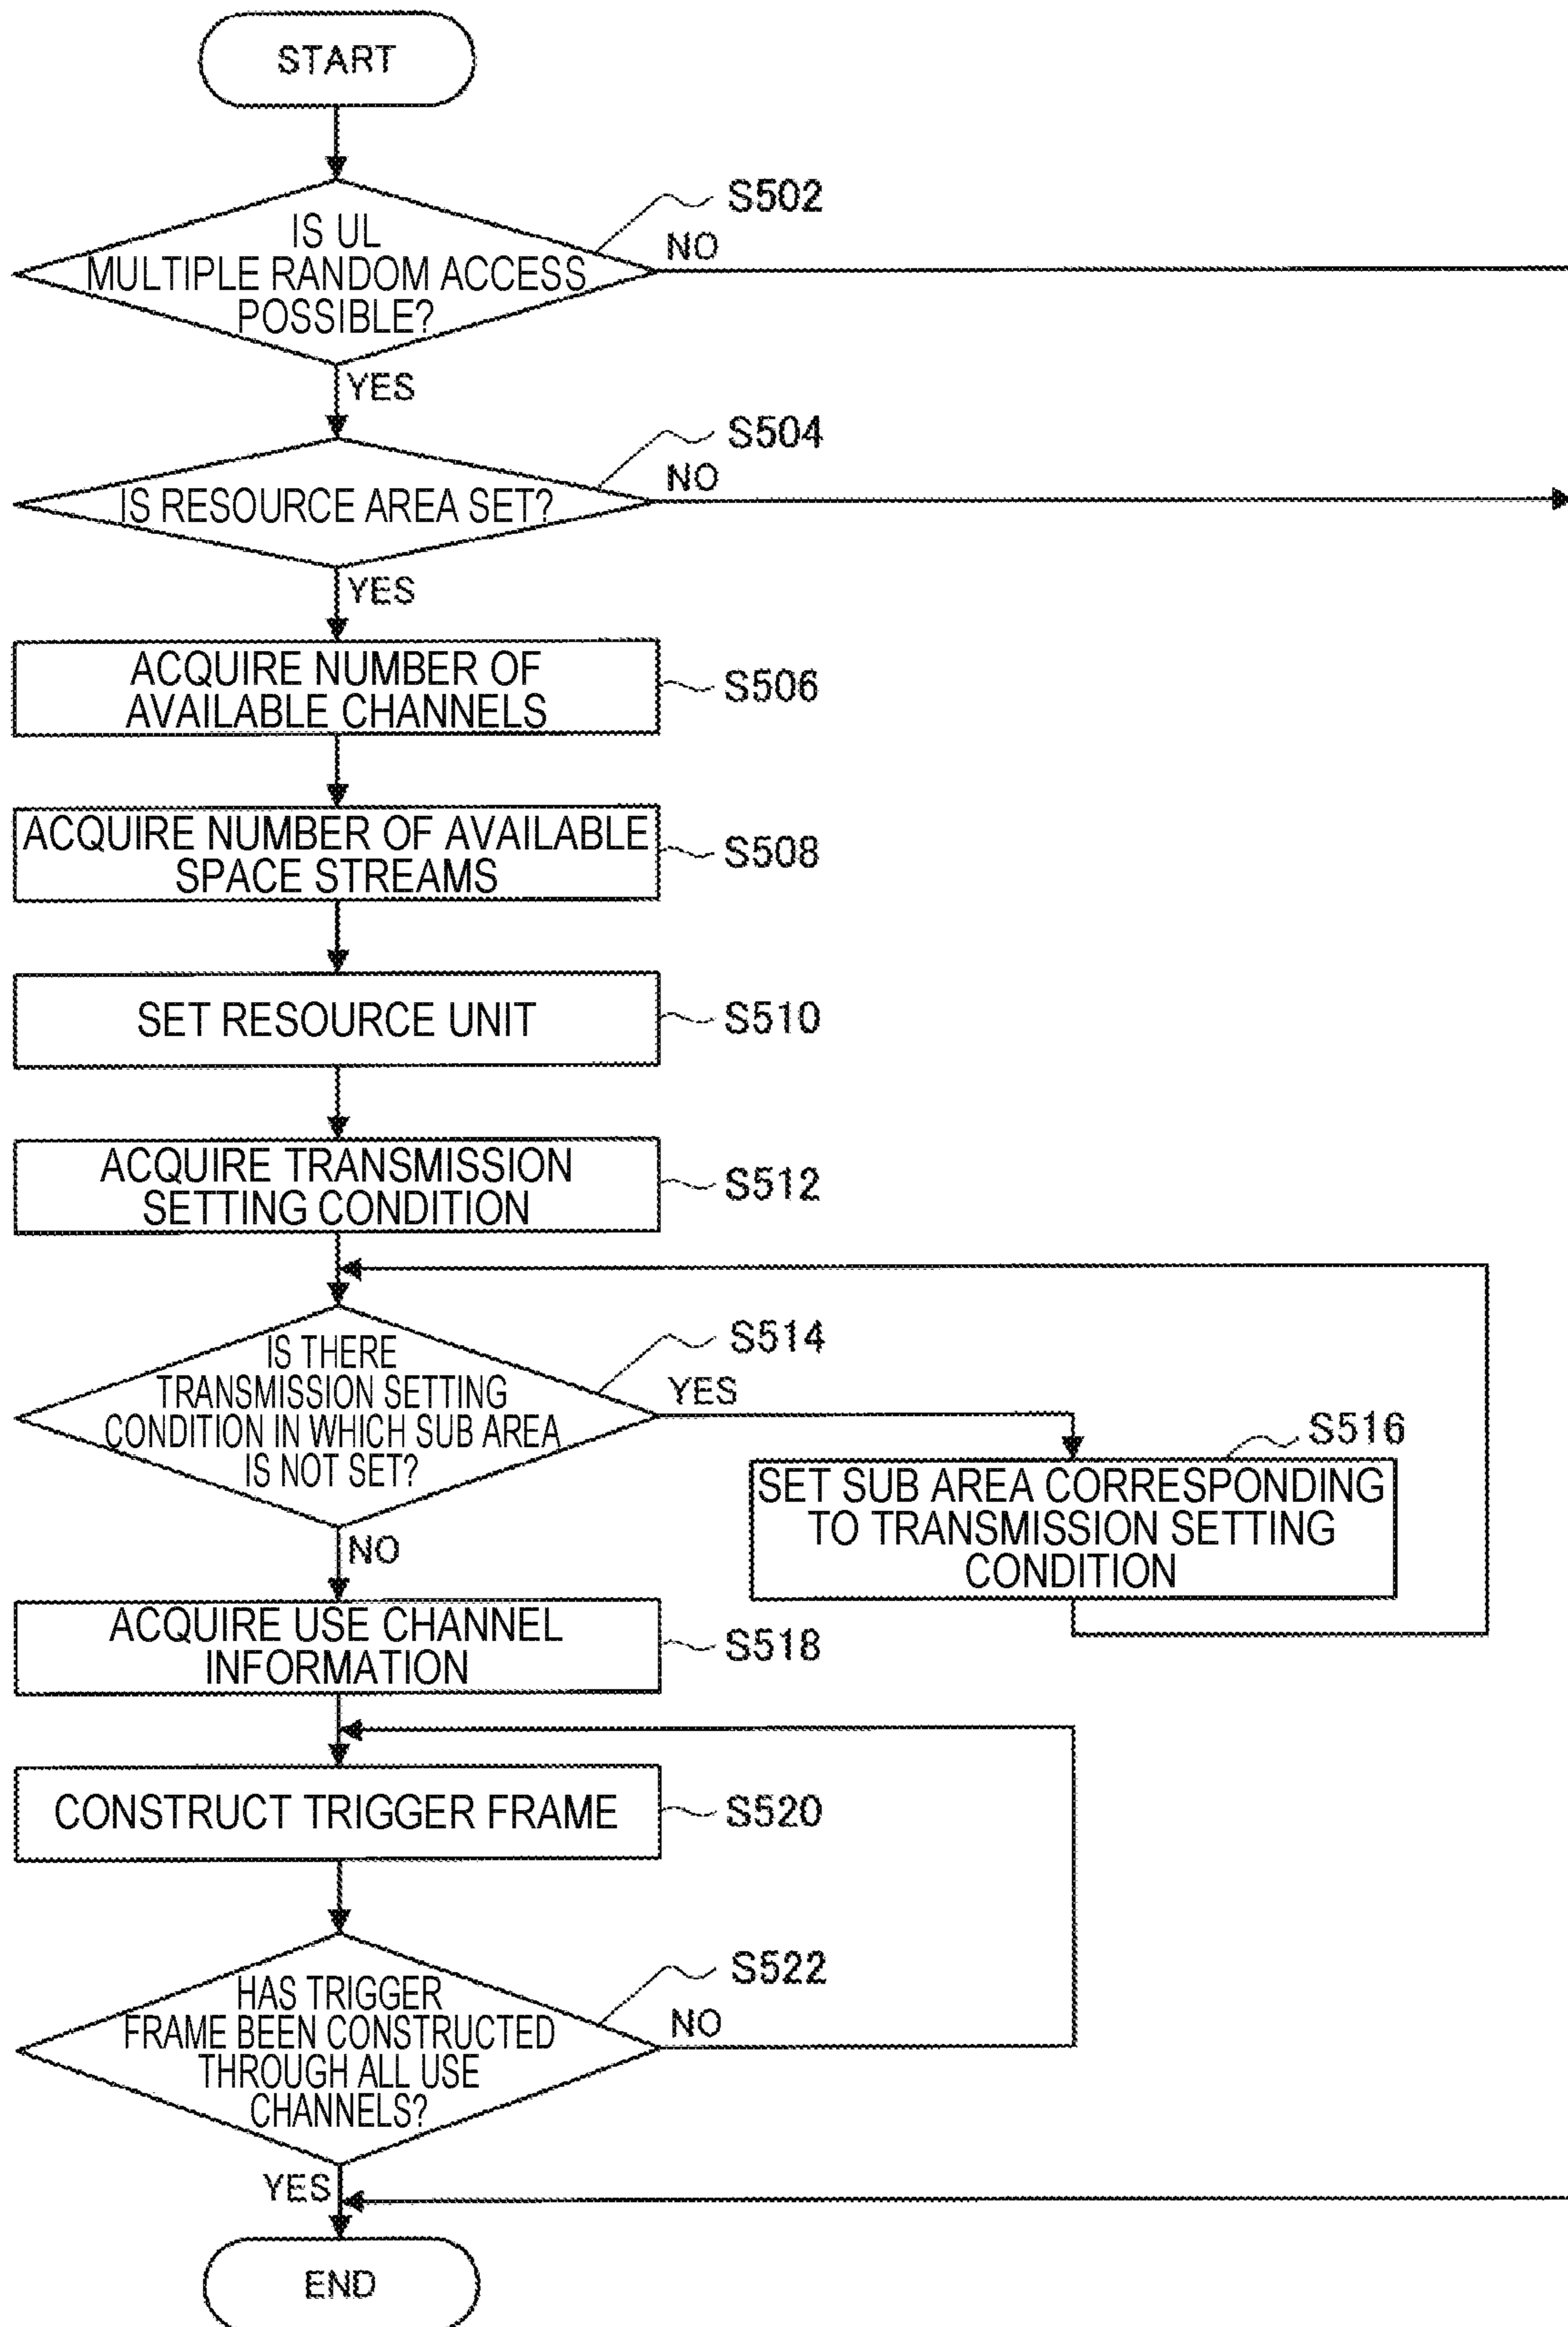 START
S502
IS UL
MULTIPLE RANDOM ACCESS
POSSIBLE?
NO
YES
S504
IS RESOURCE AREA SET?
NO
YES
ACQUIRE NUMBER OF
AVAILABLE CHANNELS
S506
ACQUIRE NUMBER OF AVAILABLE
SPACE STREAMS
S508
SET RESOURCE UNIT
S510
ACQUIRE TRANSMISSION
SETTING CONDITION
S512
S514
IS THERE
TRANSMISSION SETTING
CONDITION IN WHICH SUB AREA
IS NOT SET?
YES
S516
SET SUB AREA CORRESPONDING
TO TRANSMISSION SETTING
CONDITION
NO
ACQUIRE USE CHANNEL
INFORMATION
S518
CONSTRUCT TRIGGER FRAME
S520
S522
HAS TRIGGER
FRAME BEEN CONSTRUCTED
THROUGH ALL USE
CHANNELS?
NO
YES
END